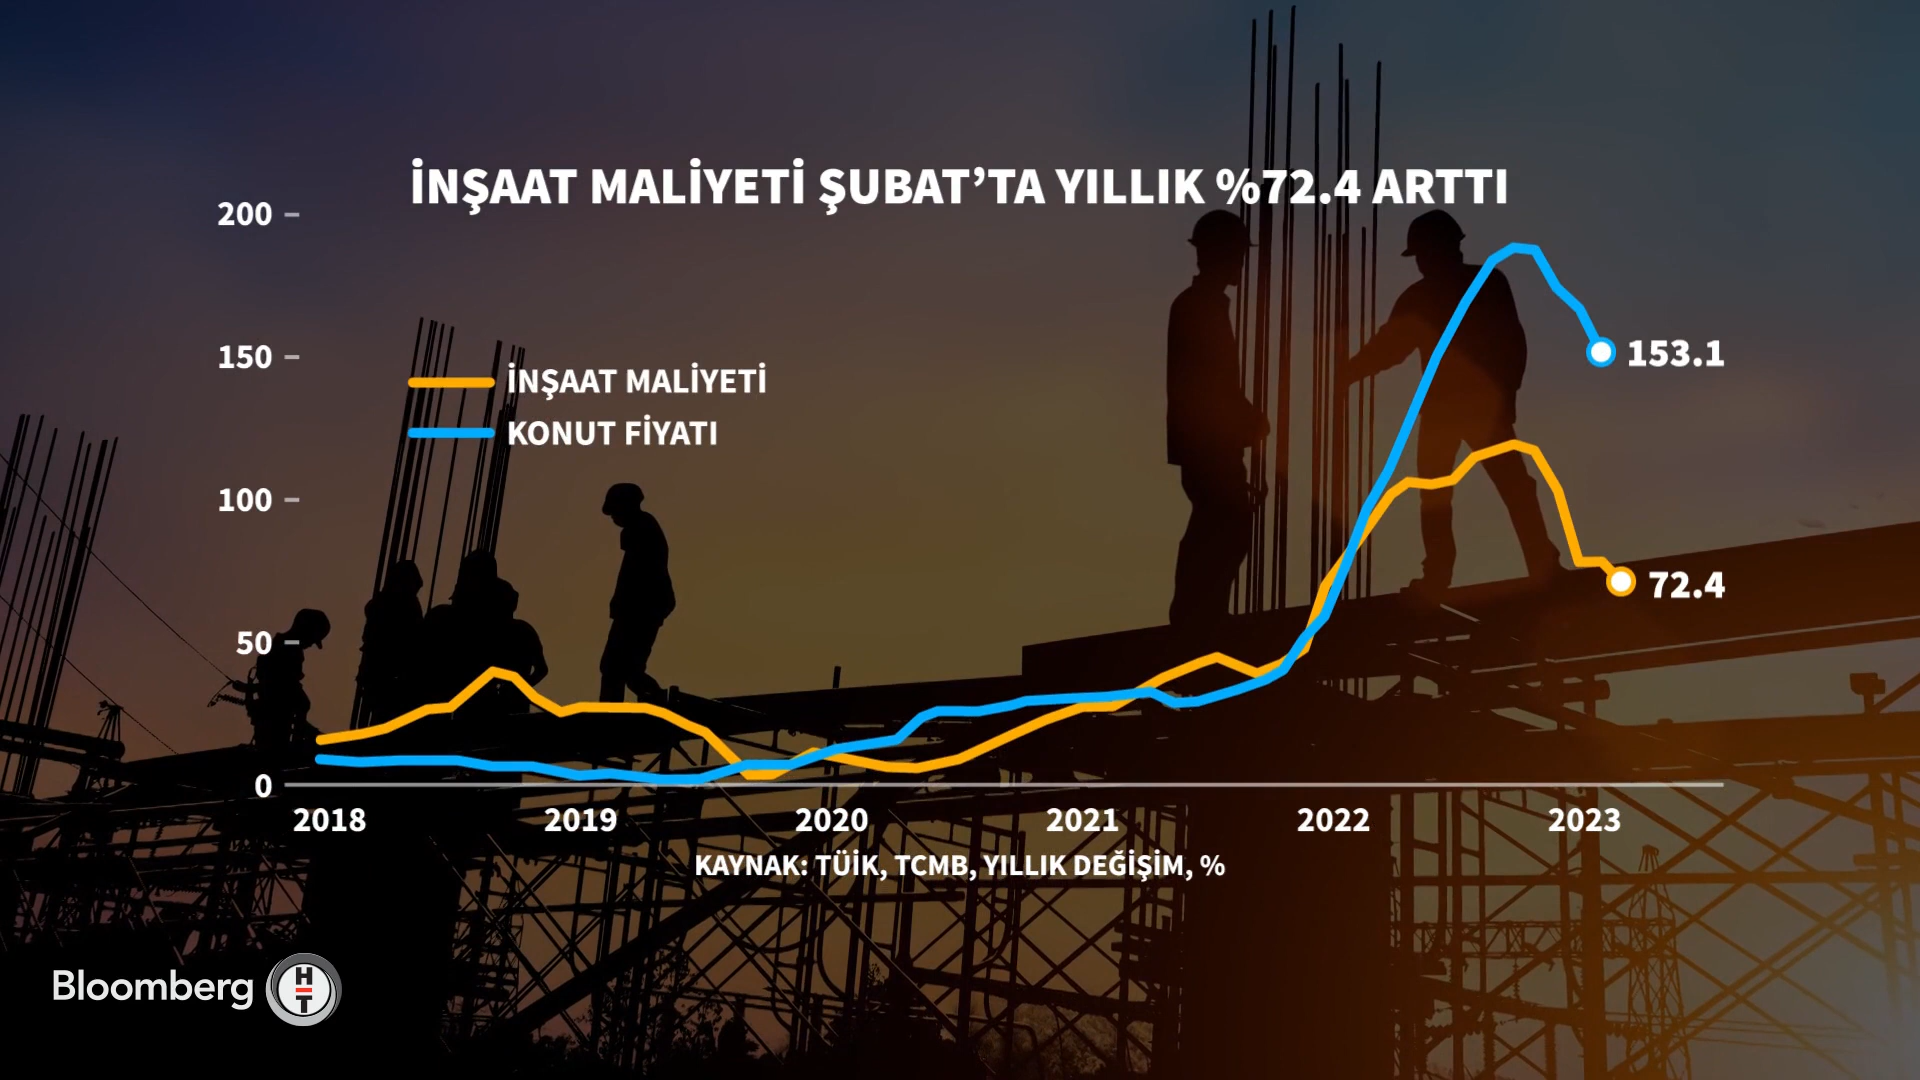 İNŞAAT MALİYETİ ŞUBAT’TA YILLIK %72.4 ARTTI
200
150
100
50
0
İNŞAAT MALİYETİ
KONUT FİYATI
153.1
72.4
2018 2019 2020 2021 2022 2023
KAYNAK: TÜİK, TCMB, YILLIK DEĞİŞİM, %
Bloomberg HT